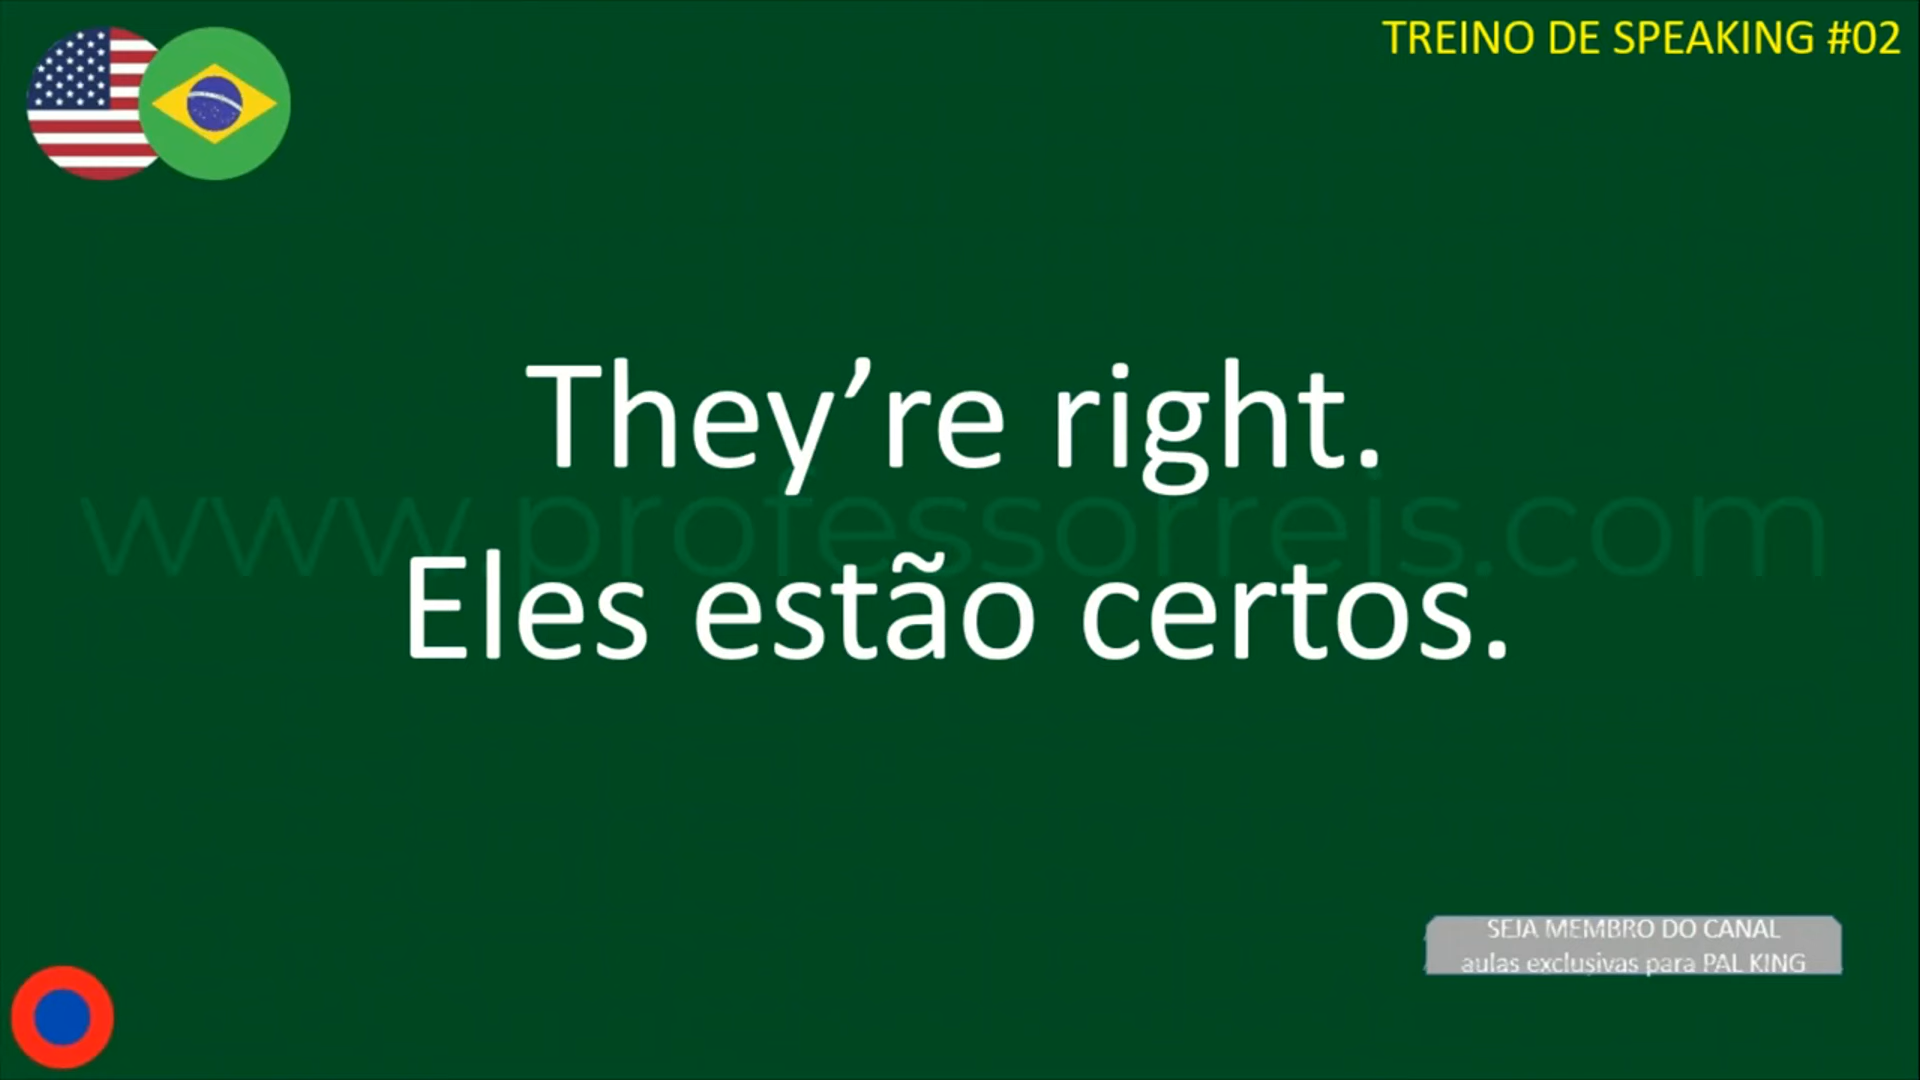 TREINO DE SPEAKING #02
They’re right.
www.professorreis.com
Eles estão certos.
SEJA MEMBRO DO CANAL
aulas exclusivas para PAL KING